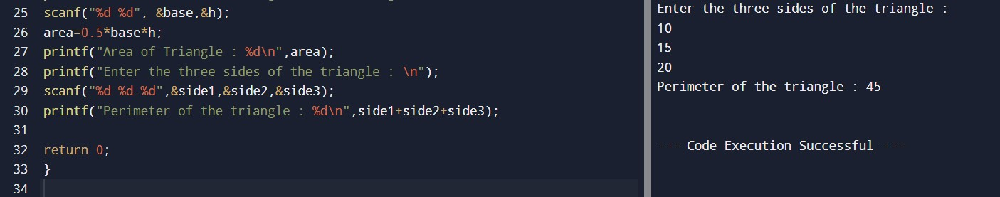 25 scanf("%d %d", &base,&h);
26 area=0.5*base*h;
27 printf("Area of Triangle : %d\n",area);
28 printf("Enter the three sides of the triangle : \n");
29 scanf("%d %d %d",&side1,&side2,&side3);
30 printf("Perimeter of the triangle : %d\n",side1+side2+side3);
31
32 return 0;
33 }
34
Enter the three sides of the triangle :
10
15
20
Perimeter of the triangle : 45
=== Code Execution Successful ===